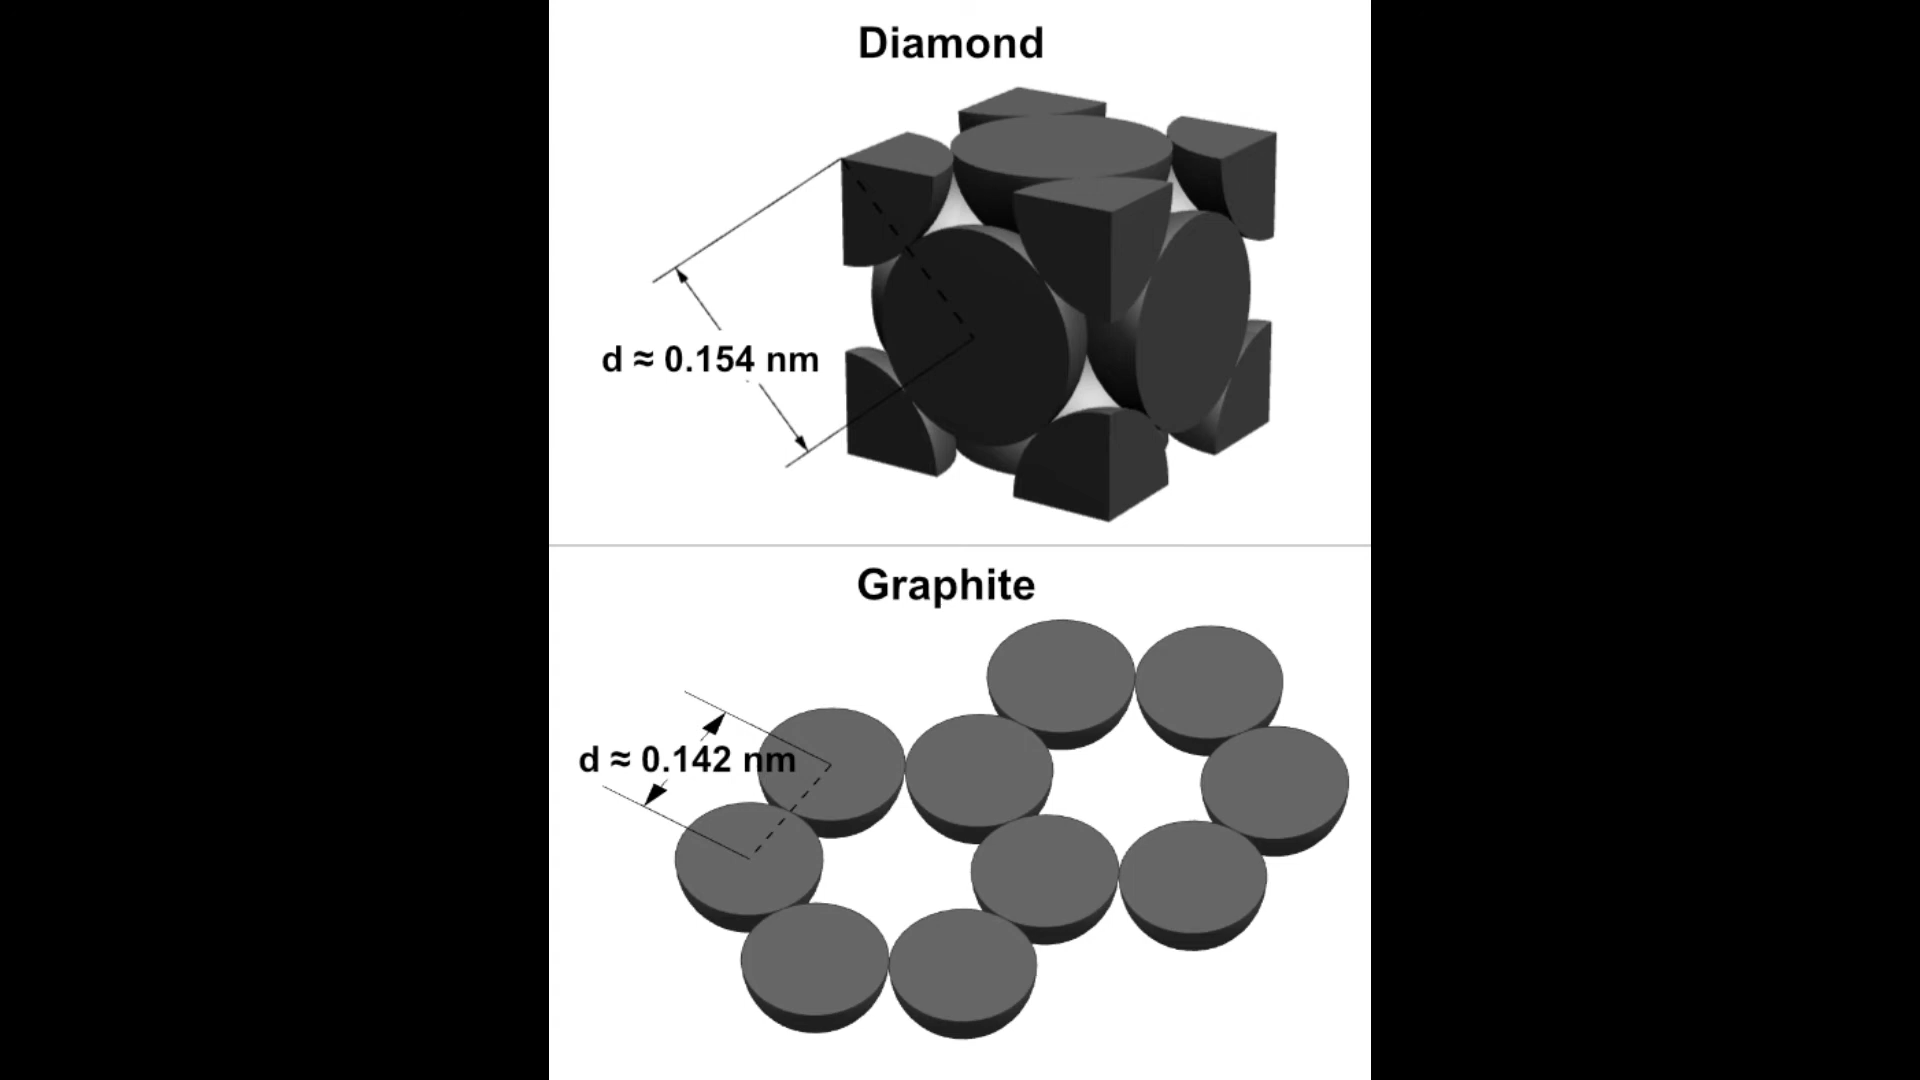 Diamond
d ≈ 0.154 nm
Graphite
d ≈ 0.142 nm